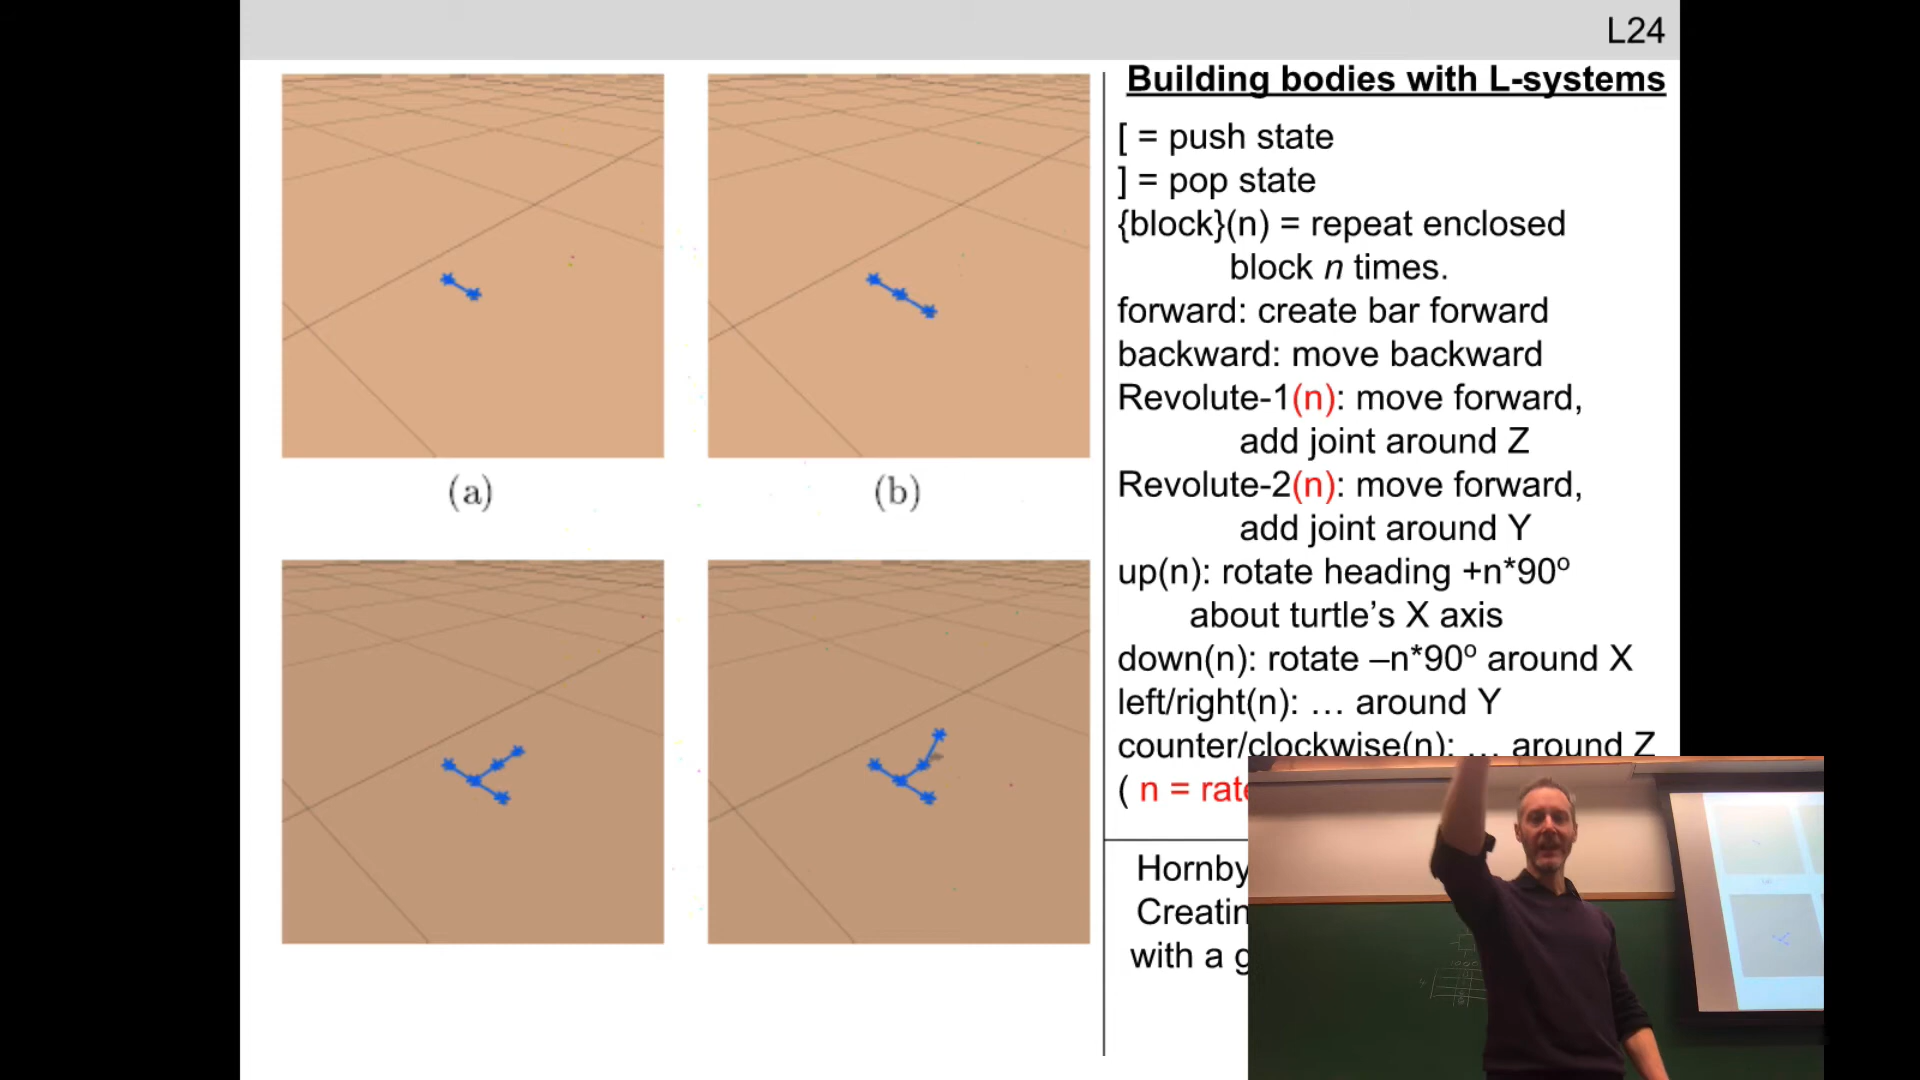 L24
Building bodies with L-systems
[ = push state
] = pop state
{block}(n) = repeat enclosed
block n times.
forward: create bar forward
backward: move backward
Revolute-1(n): move forward,
add joint around Z
Revolute-2(n): move forward,
add joint around Y
up(n): rotate heading +n*90º
about turtle's X axis
down(n): rotate –n*90º around X
left/right(n): … around Y
counter/clockwise(n): … around Z
( n = rate
Hornby
Creatin
with a g
(a)
(b)